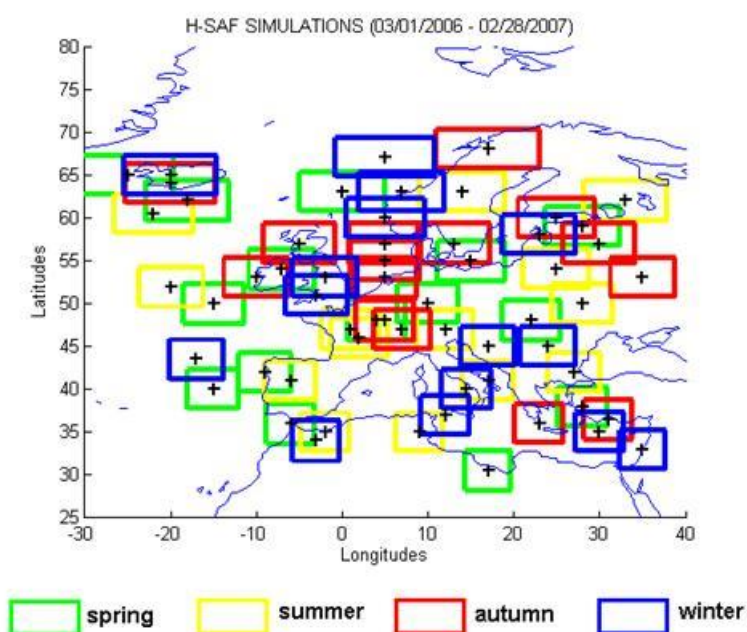 H-SAF SIMULATIONS (03/01/2006 - 02/28/2007)
80
75
70
65
60
55
50
45
40
35
30
25
Latitudes
-30 -20 -10 0 10 20 30 40
Longitudes
spring summer autumn winter